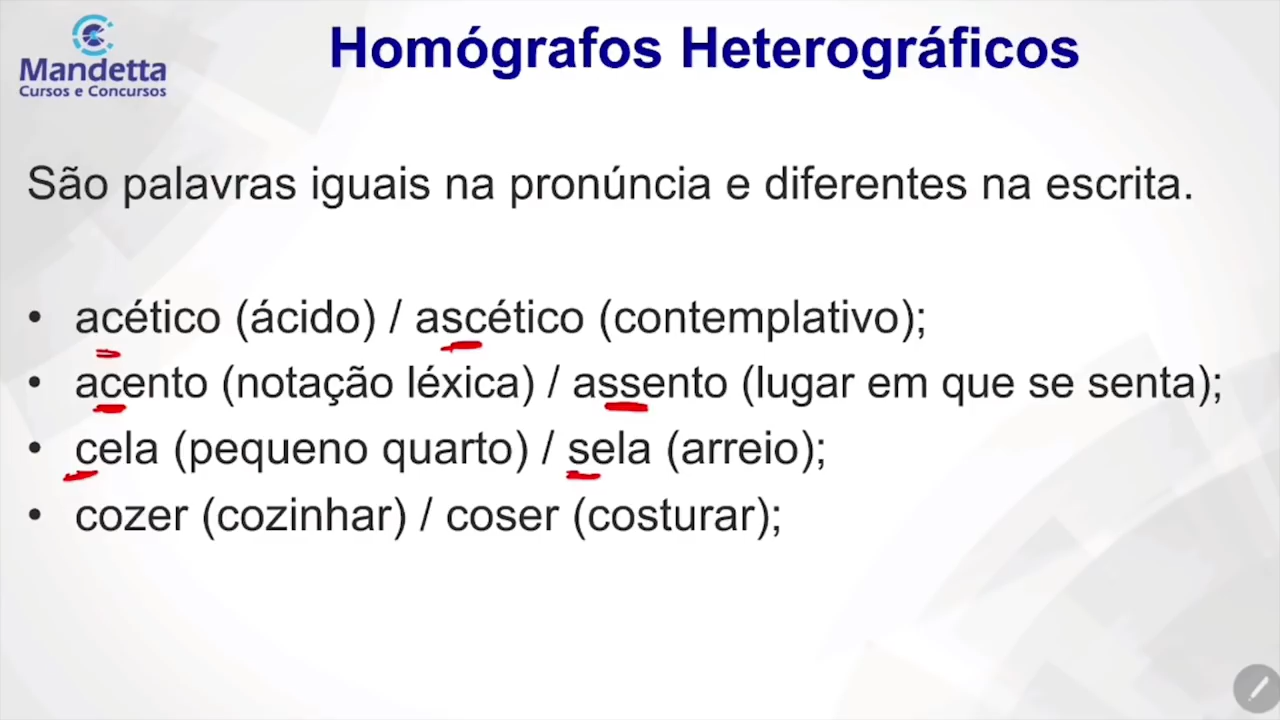 Mandetta
Cursos e Concursos
Homógrafos Heterográficos
São palavras iguais na pronúncia e diferentes na escrita.
• acético (ácido) / ascético (contemplativo);
• acento (notação léxica) / assento (lugar em que se senta);
• cela (pequeno quarto) / sela (arreio);
• cozer (cozinhar) / coser (costurar);